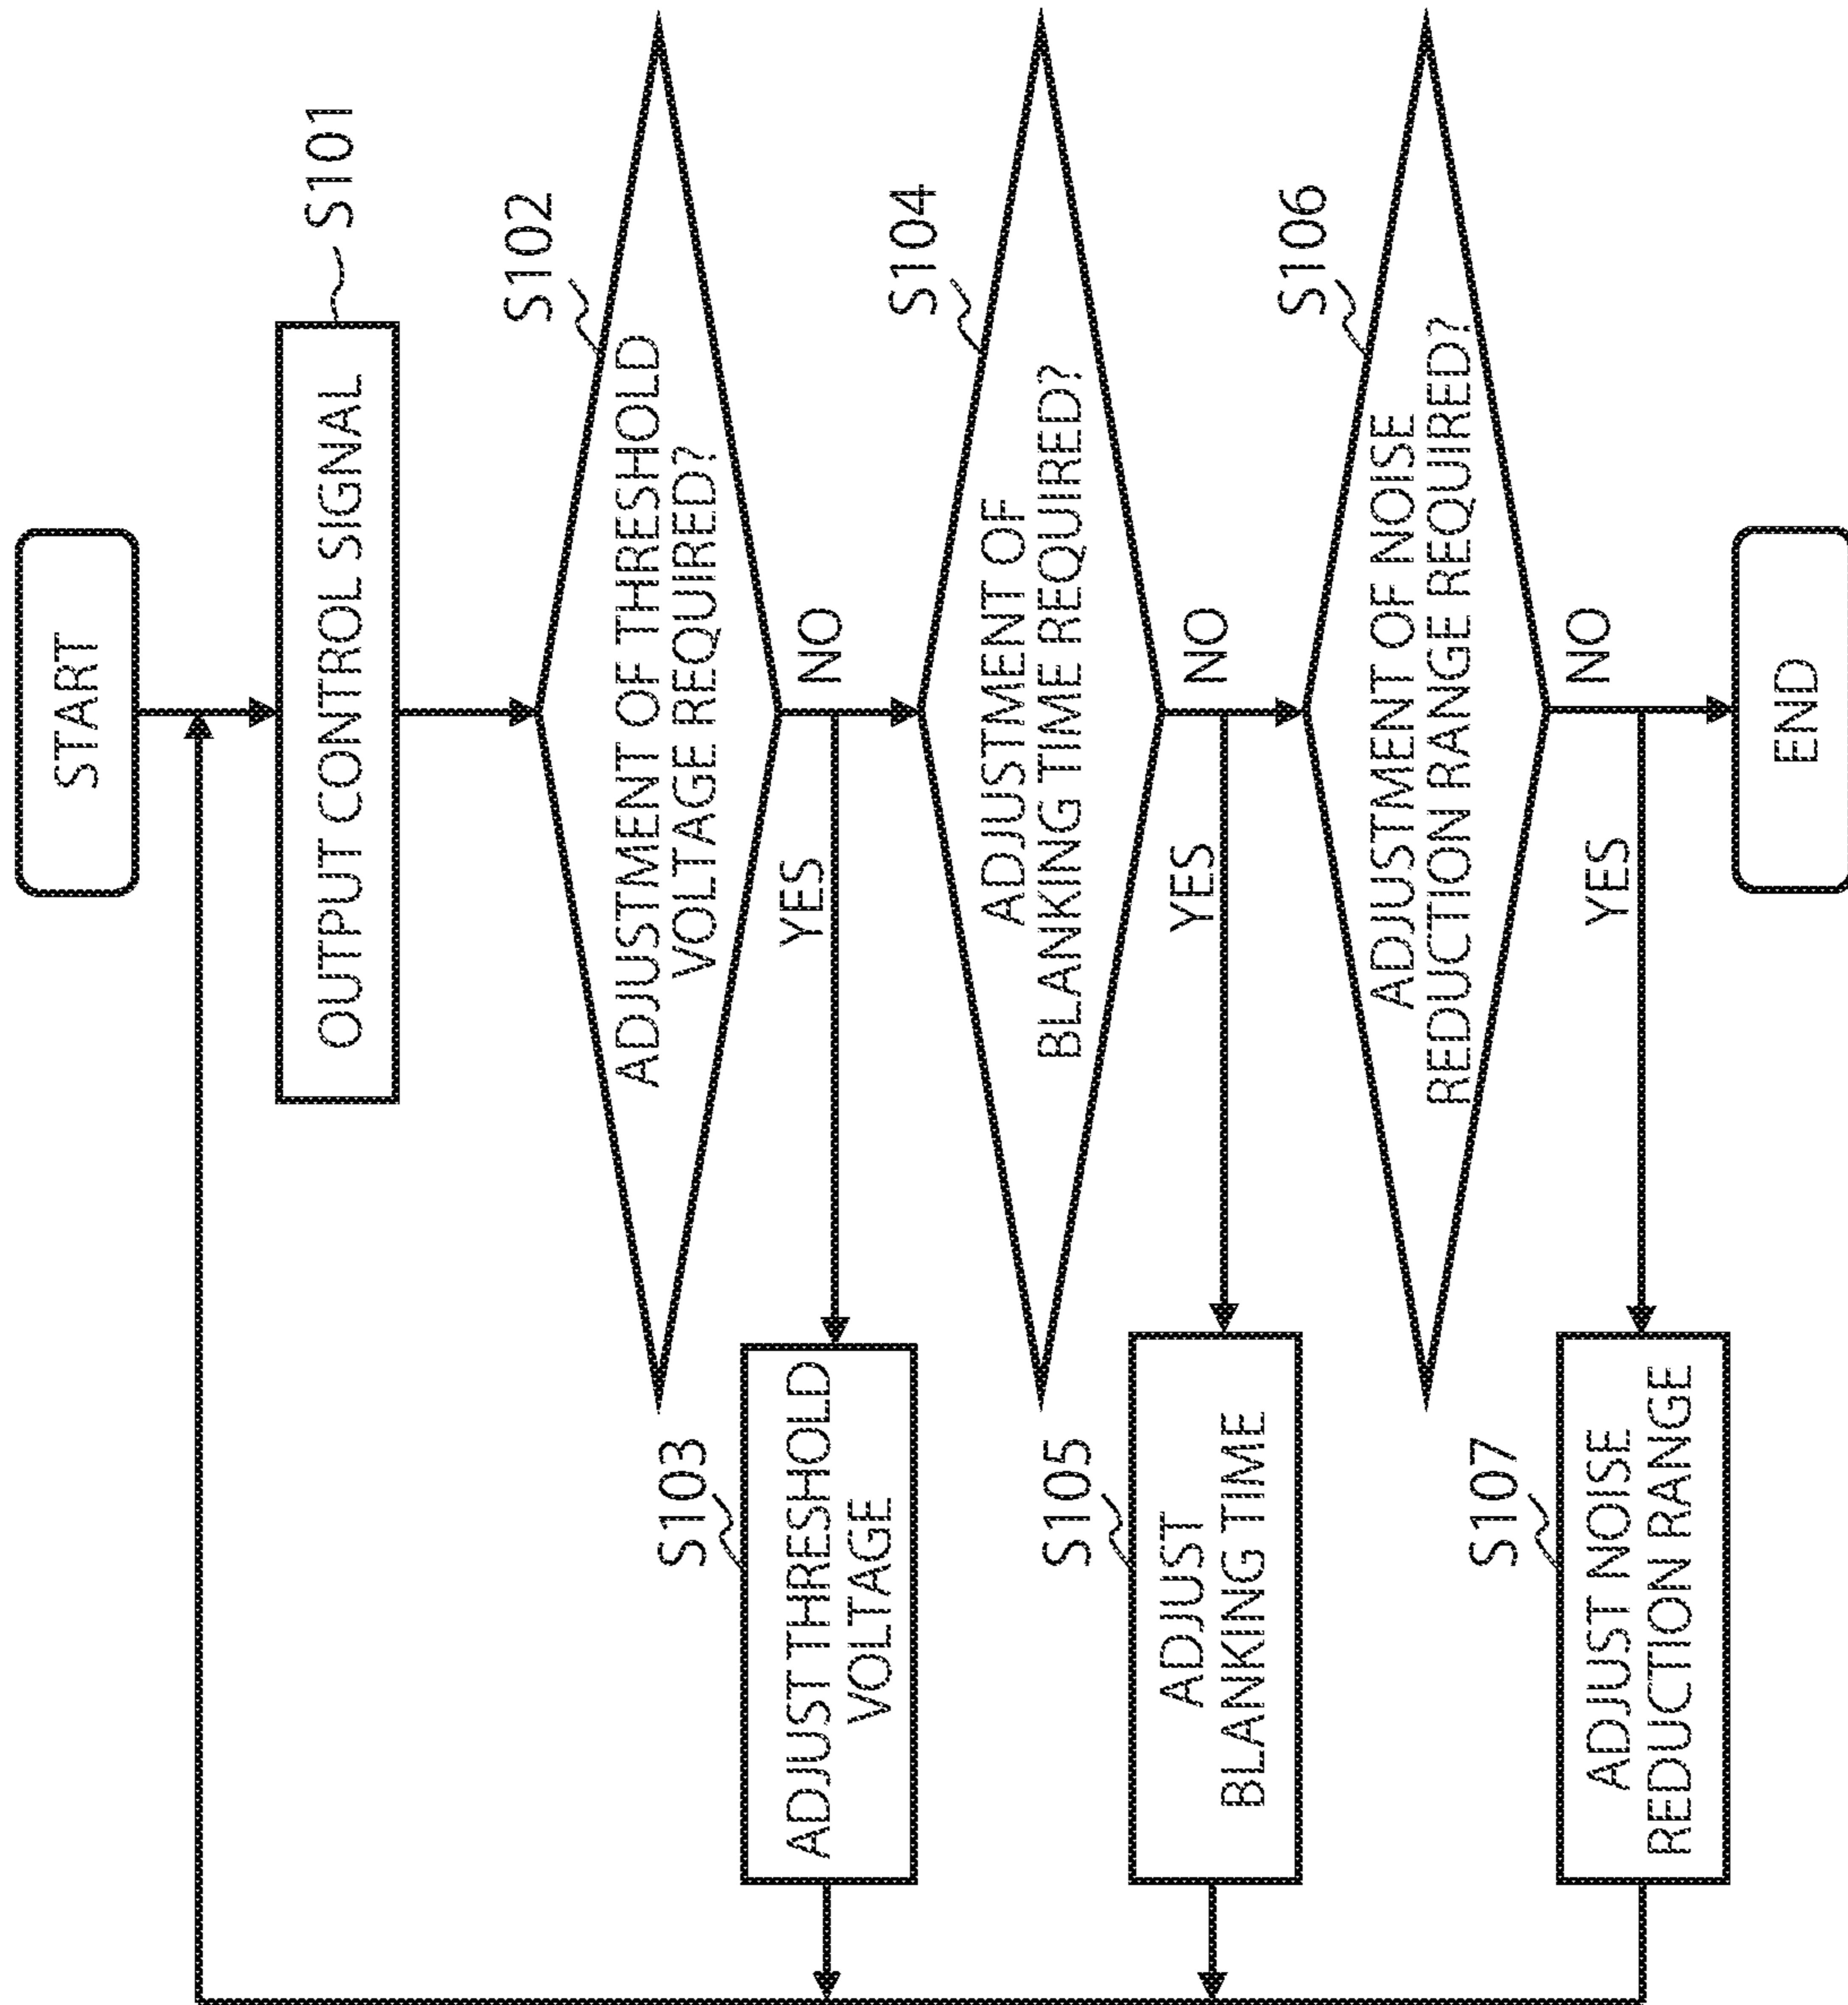 START
OUTPUT CONTROL SIGNAL
S101
S102
ADJUSTMENT OF THRESHOLD
VOLTAGE REQUIRED?
YES
NO
S103
ADJUST THRESHOLD
VOLTAGE
S104
ADJUSTMENT OF
BLANKING TIME REQUIRED?
YES
NO
S105
ADJUST
BLANKING TIME
S106
ADJUSTMENT OF NOISE
REDUCTION RANGE REQUIRED?
YES
NO
S107
ADJUST NOISE
REDUCTION RANGE
END